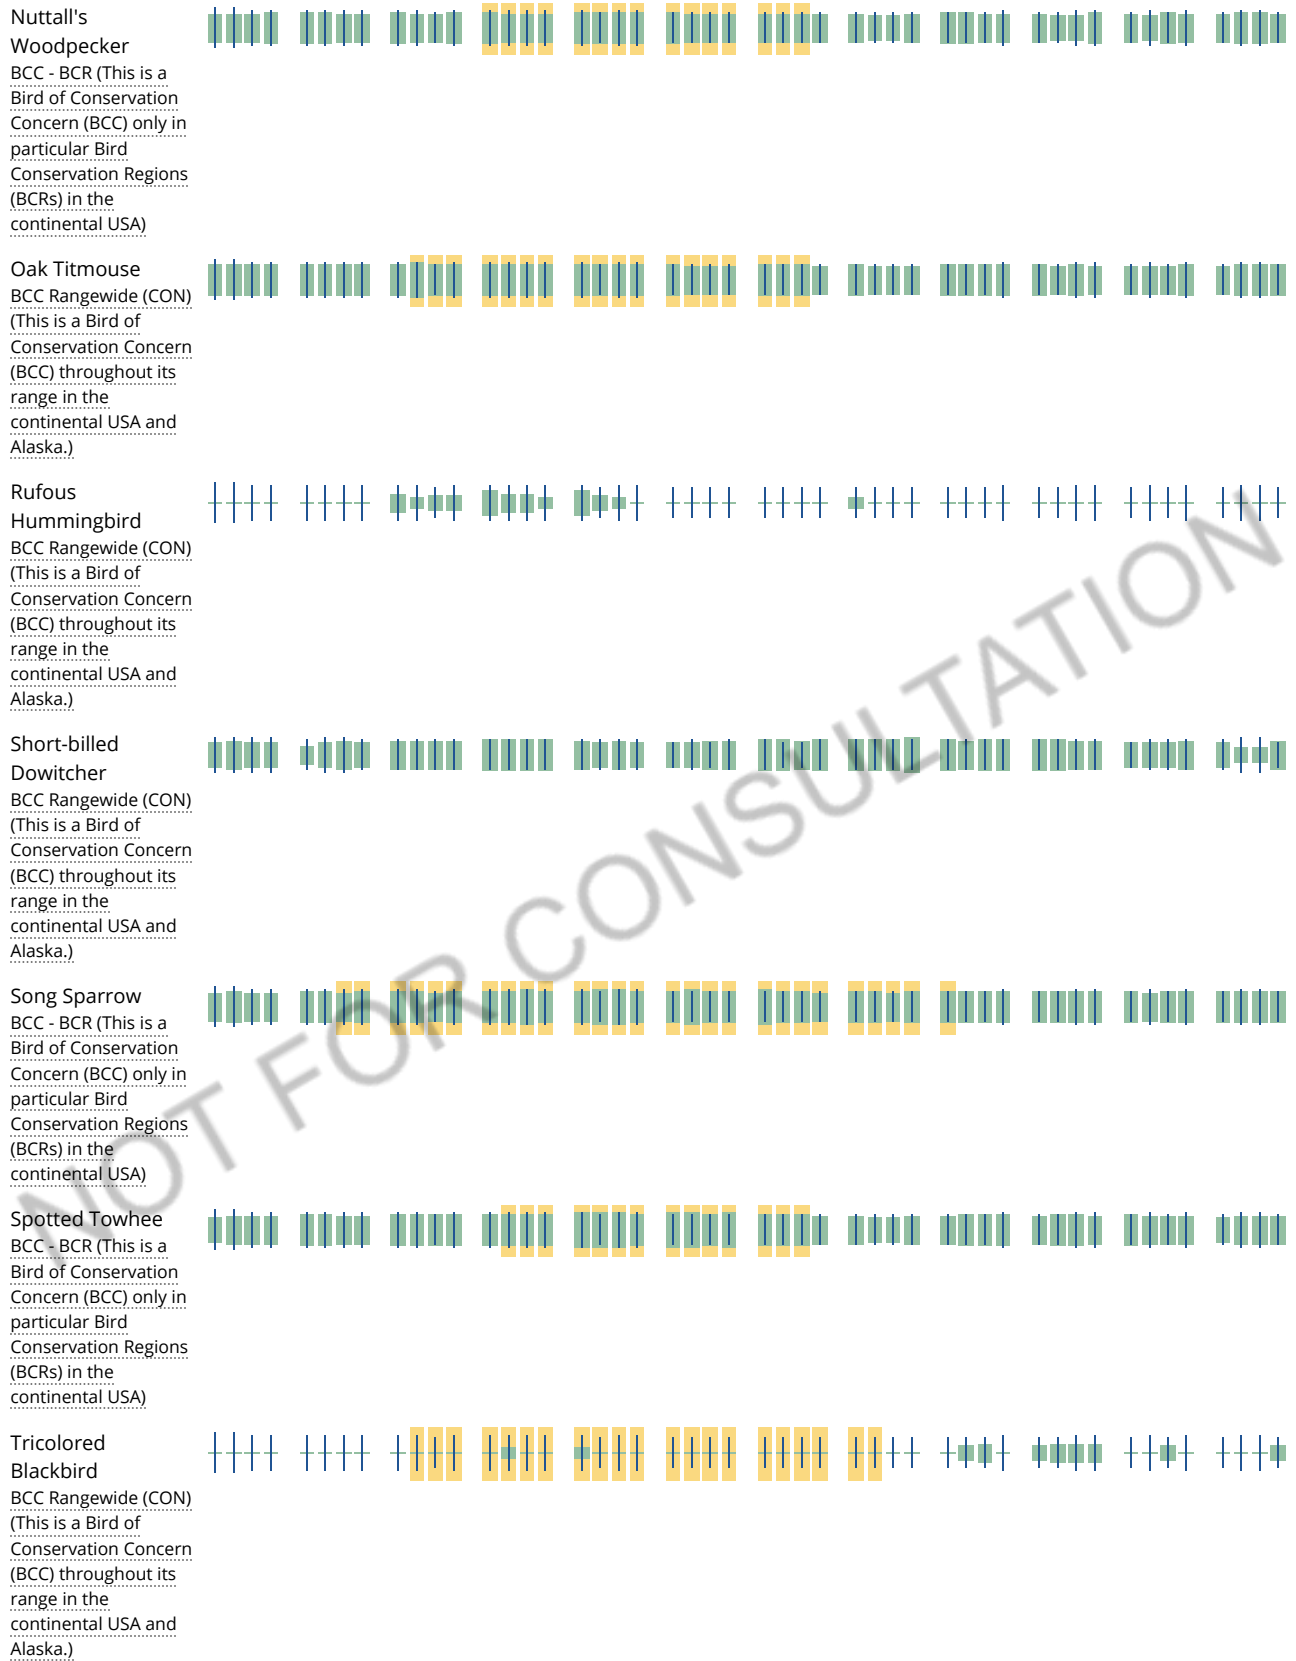 Nuttall's
Woodpecker
BCC - BCR (This is a
Bird of Conservation
Concern (BCC) only in
particular Bird
Conservation Regions
(BCRs) in the
continental USA)
Oak Titmouse
BCC Rangewide (CON)
(This is a Bird of
Conservation Concern
(BCC) throughout its
range in the
continental USA and
Alaska.)
Rufous
Hummingbird
BCC Rangewide (CON)
(This is a Bird of
Conservation Concern
(BCC) throughout its
range in the
continental USA and
Alaska.)
Short-billed
Dowitcher
BCC Rangewide (CON)
(This is a Bird of
Conservation Concern
(BCC) throughout its
range in the
continental USA and
Alaska.)
Song Sparrow
BCC - BCR (This is a
Bird of Conservation
Concern (BCC) only in
particular Bird
Conservation Regions
(BCRs) in the
continental USA)
Spotted Towhee
BCC - BCR (This is a
Bird of Conservation
Concern (BCC) only in
particular Bird
Conservation Regions
(BCRs) in the
continental USA)
Tricolored
Blackbird
BCC Rangewide (CON)
(This is a Bird of
Conservation Concern
(BCC) throughout its
range in the
continental USA and
Alaska.)
NOT FOR CONSULTATION